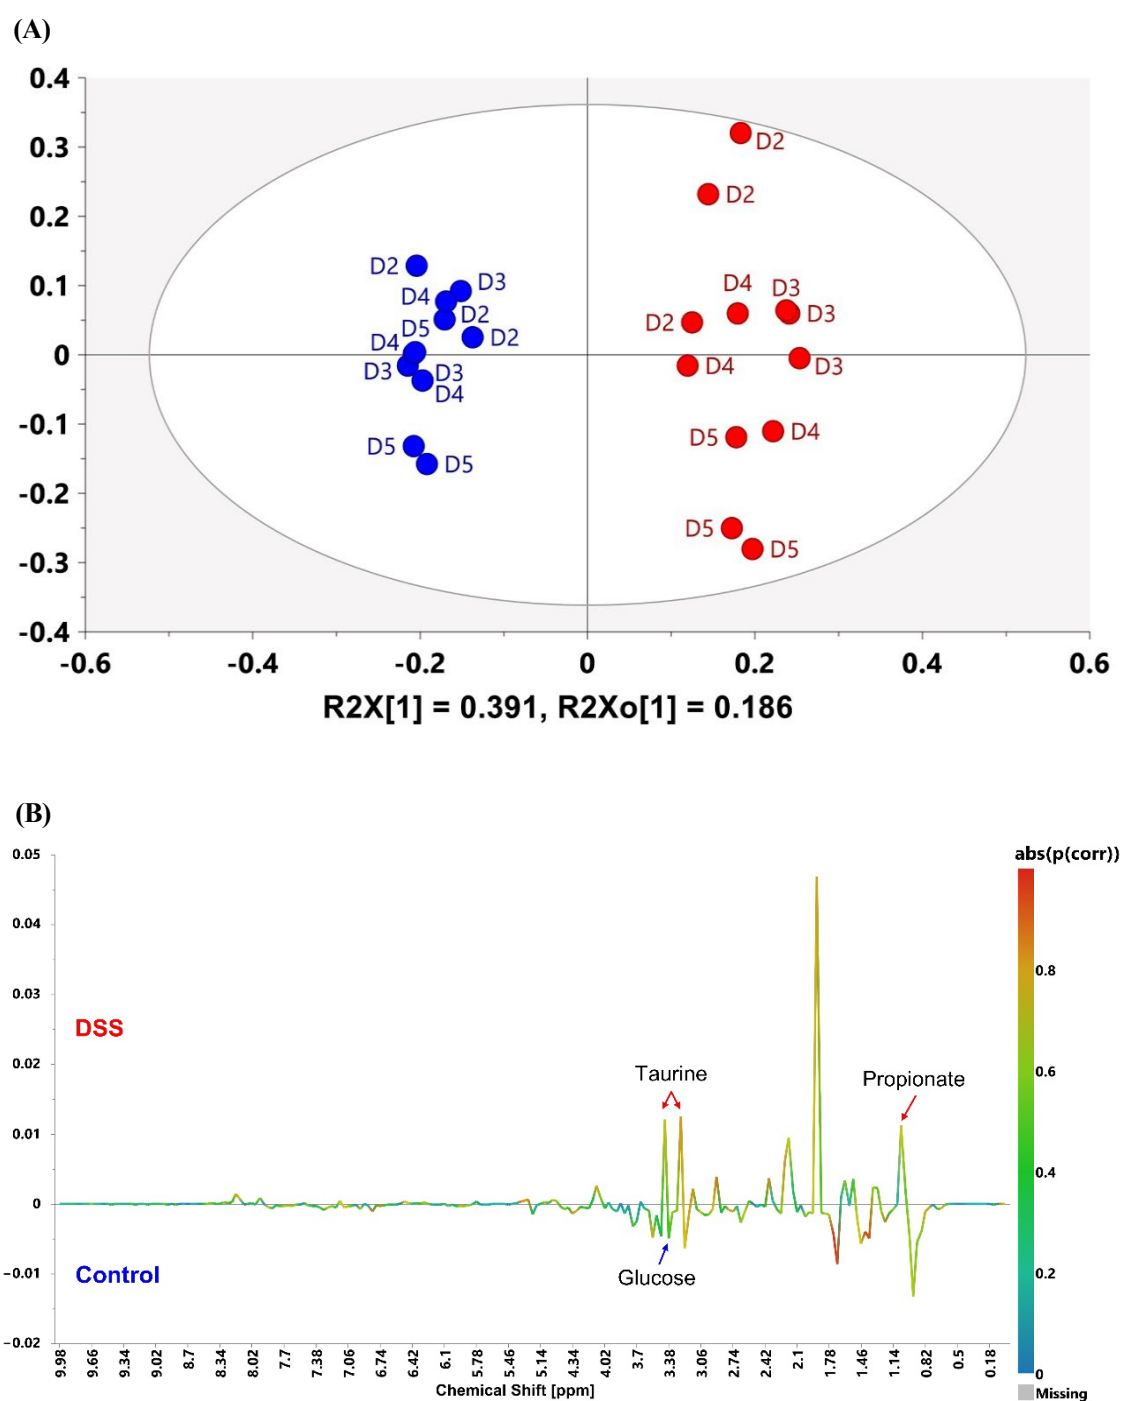 (A)
0.4
0.3
0.2
0.1
0
-0.1
-0.2
-0.3
-0.4
D2
D2
D2 D3
D4 D2
D5 D2
D4
D3 D3
D4
D5 D5
D4 D3
D2 D3
D4 D3
D5 D4
D5 D5
-0.6 -0.4 -0.2 0 0.2 0.4 0.6
R2X[1] = 0.391, R2Xo[1] = 0.186
(B)
abs(p(corr))
0.05
0.04
0.03
0.02
0.01
0
−0.01
−0.02
DSS
Control
Taurine
Propionate
Glucose
0.8
0.6
0.4
0.2
0
Missing
9.98 9.66 9.34 9.02 8.7 8.34 8.02 7.7 7.38 7.06 6.74 6.42 6.1 5.78 5.46 5.14 4.34 4.02 3.7 3.38 3.06 2.74 2.42 2.1 1.78 1.46 1.14 0.82 0.5 0.18
Chemical Shift [ppm]